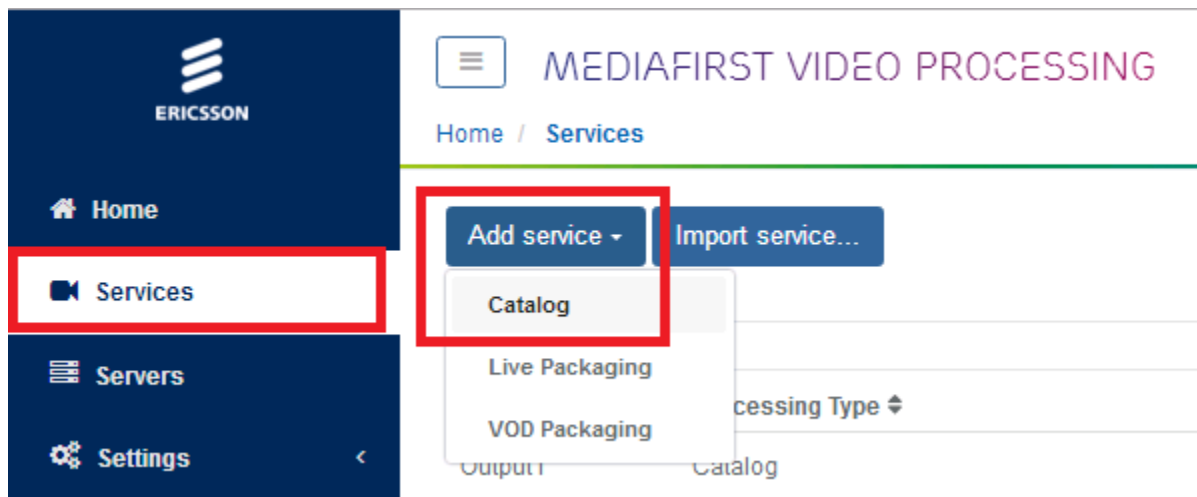 ERICSSON
MEDIAFIRST VIDEO PROCESSING
Home / Services
Home
Services
Servers
Settings
Add service
Import service...
Catalog
Live Packaging
VOD Packaging
cessing Type
Output1 Catalog